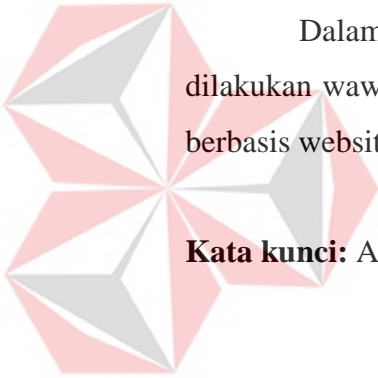 Dalam
dilakukan waw
berbasis websit
Kata kunci: A